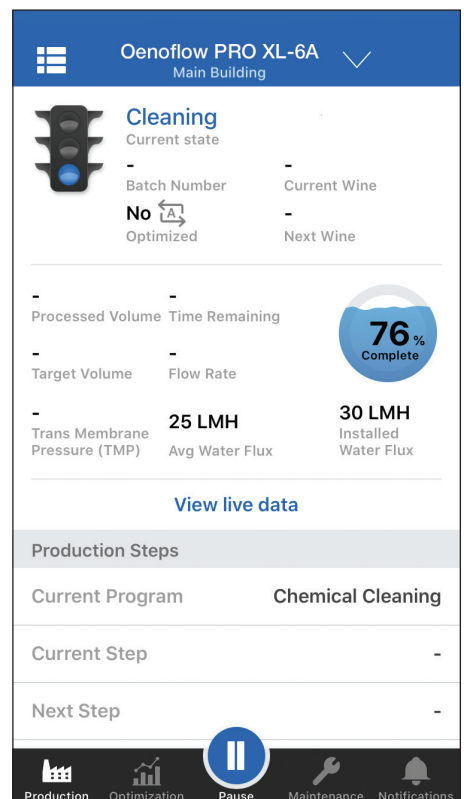 Oenoflow PRO XL-6A
Main Building
Cleaning
Current state
- -
Batch Number Current Wine
No A -
Optimized Next Wine
- -
Processed Volume Time Remaining
76%
Complete
- -
Target Volume Flow Rate
- 25 LMH 30 LMH
Trans Membrane Pressure (TMP) Avg Water Flux Installed Water Flux
View live data
Production Steps
Current Program Chemical Cleaning
Current Step -
Next Step -
Production Optimization Pause Maintenance Notifications